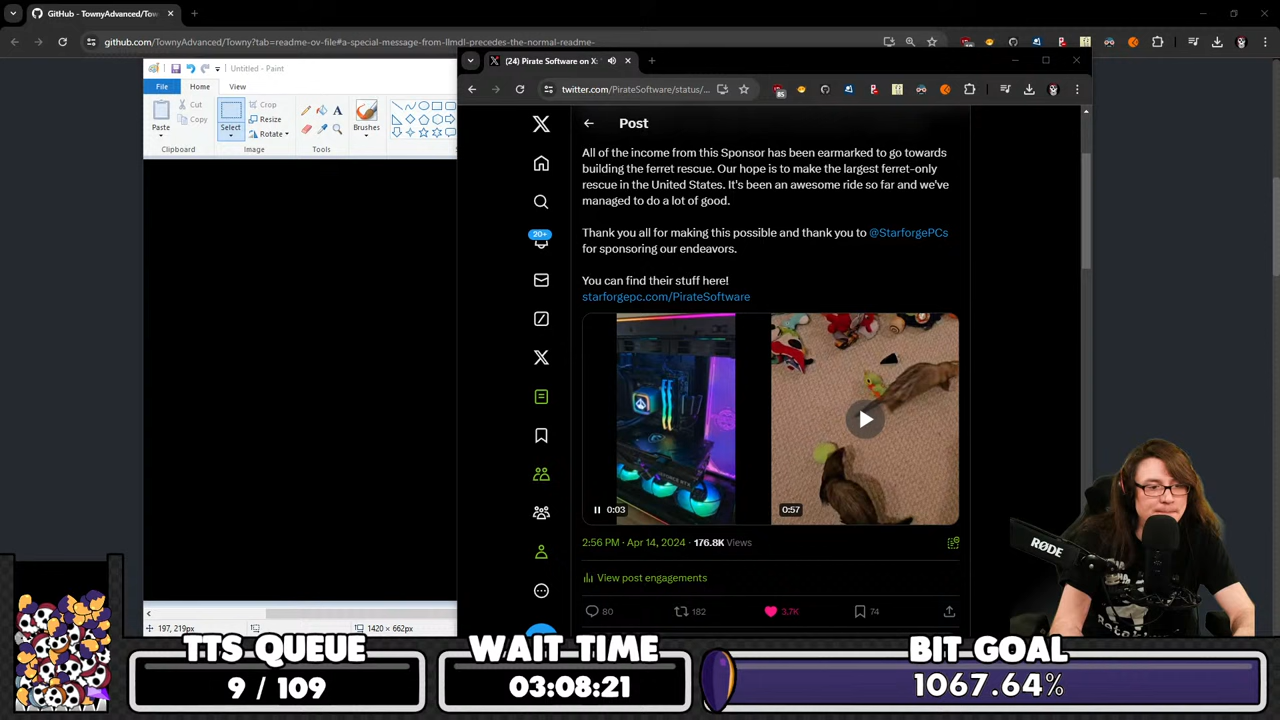 GitHub - TownyAdvanced/Tow
github.com/TownyAdvanced/Towny?tab=readme-ov-file#a-special-message-from-llmdl-precedes-the-normal-readme-
Untitled - Paint
File
Home
View
Paste
Cut
Copy
Clipboard
Select
Crop
Resize
Rotate
Image
Tools
Brushes
197, 219px
1420 × 662px
(24) Pirate Software on X:
twitter.com/PirateSoftware/status/...
20+
Post
All of the income from this Sponsor has been earmarked to go towards
building the ferret rescue. Our hope is to make the largest ferret-only
rescue in the United States. It's been an awesome ride so far and we've
managed to do a lot of good.
Thank you all for making this possible and thank you to @StarforgePCs
for sponsoring our endeavors.
You can find their stuff here!
starforgepc.com/PirateSoftware
0:03
0:57
2:56 PM · Apr 14, 2024 · 176.8K Views
View post engagements
80
182
3.7K
74
RØDE
TTS QUEUE
9 / 109
WAIT TIME
03:08:21
BIT GOAL
1067.64%